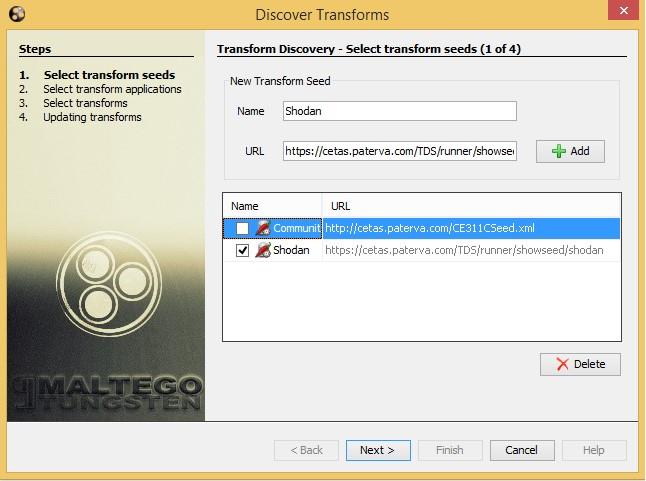 Discover Transforms
Steps
1. Select transform seeds
2. Select transform applications
3. Select transforms
4. Updating transforms
MALTEGO
TUNGSTEN
Transform Discovery - Select transform seeds (1 of 4)
New Transform Seed
Name Shodan
URL https://cetas.paterva.com/TDS/runner/showsee Add
Name URL
Communit http://cetas.paterva.com/CE311CSeed.xml
Shodan https://cetas.paterva.com/TDS/runner/showseed/shodan
Delete
< Back Next > Finish Cancel Help